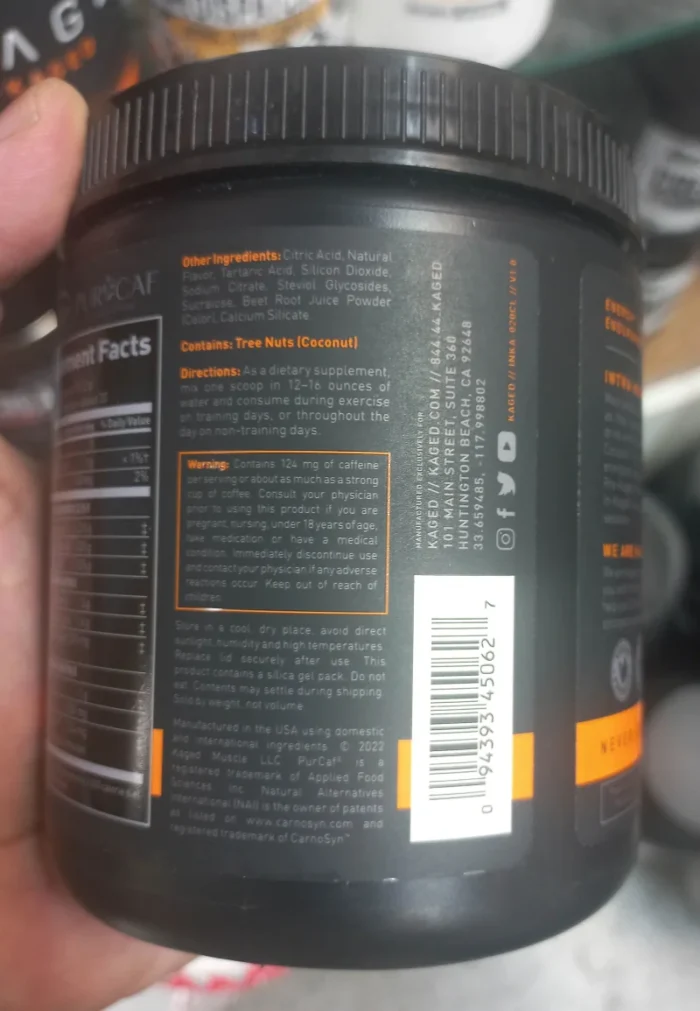 PURCAF
ment Facts
% Daily Value
< 1%†
2%
Other Ingredients: Citric Acid, Natural
Flavor, Tartaric Acid, Silicon Dioxide,
Sodium Citrate, Steviol Glycosides,
Sucralose, Beet Root Juice Powder
(Color), Calcium Silicate
Contains: Tree Nuts (Coconut)
Directions: As a dietary supplement,
mix one scoop in 12–16 ounces of
water and consume during exercise
on training days, or throughout the
day on non-training days.
Warning: Contains 124 mg of caffeine
per serving or about as much as a strong
cup of coffee. Consult your physician
prior to using this product if you are
pregnant, nursing, under 18 years of age,
take medication or have a medical
condition. Immediately discontinue use
and contact your physician if any adverse
reactions occur. Keep out of reach of
children.
Store in a cool, dry place, avoid direct
sunlight, humidity and high temperatures.
Replace lid securely after use. This
product contains a silica gel pack. Do not
eat. Contents may settle during shipping.
Sold by weight, not volume.
Manufactured in the USA using domestic
and international ingredients. © 2022
Kaged Muscle LLC PurCaf® is a
registered trademark of Applied Food
Sciences Inc Natural Alternatives
International (NAI) is the owner of patents
as listed on www.carnosyn.com and
registered trademark of CarnoSyn™
MANUFACTURED EXCLUSIVELY FOR
KAGED // KAGED.COM // 844.44.KAGED
101 MAIN STREET, SUITE 360
HUNTINGTON BEACH, CA 92648
33.659485, -117.998802
KAGED // INKA
0 94393 45062 7
ENERGY
INTRA
WE ARE
NEVER